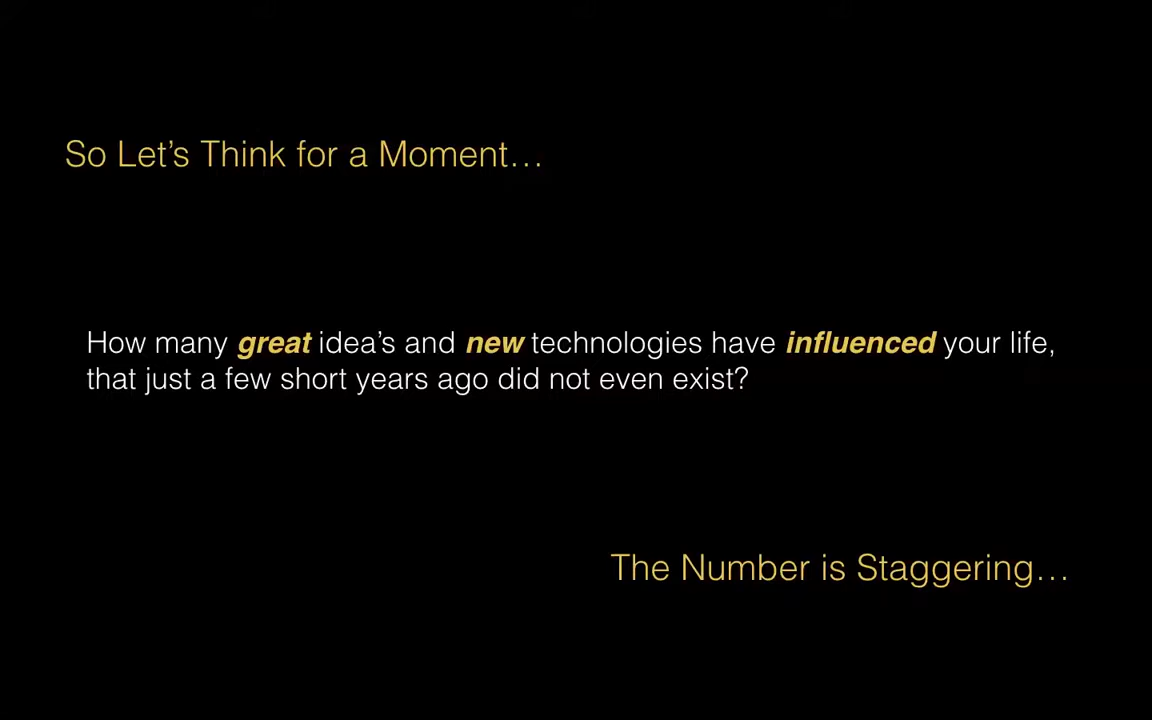 So Let’s Think for a Moment…
How many great idea’s and new technologies have influenced your life,
that just a few short years ago did not even exist?
The Number is Staggering…